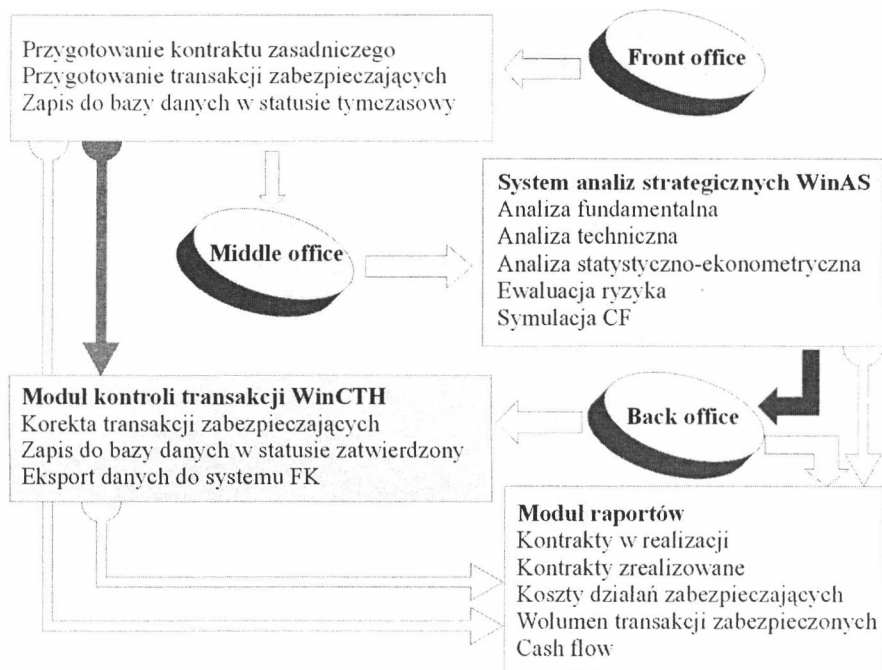 Przygotowanie kontraktu zasadniczego
Przygotowanie transakcji zabezpieczających
Zapis do bazy danych w statusie tymczasowy
Front office
Middle office
System analiz strategicznych WinAS
Analiza fundamentalna
Analiza techniczna
Analiza statystyczno-ekonometryczna
Ewaluacja ryzyka
Symulacja CF
Moduł kontroli transakcji WinCTH
Korekta transakcji zabezpieczających
Zapis do bazy danych w statusie zatwierdzony
Eksport danych do systemu FK
Back office
Moduł raportów
Kontrakty w realizacji
Kontrakty zrealizowane
Koszty działań zabezpieczających
Wolumen transakcji zabezpieczonych
Cash flow